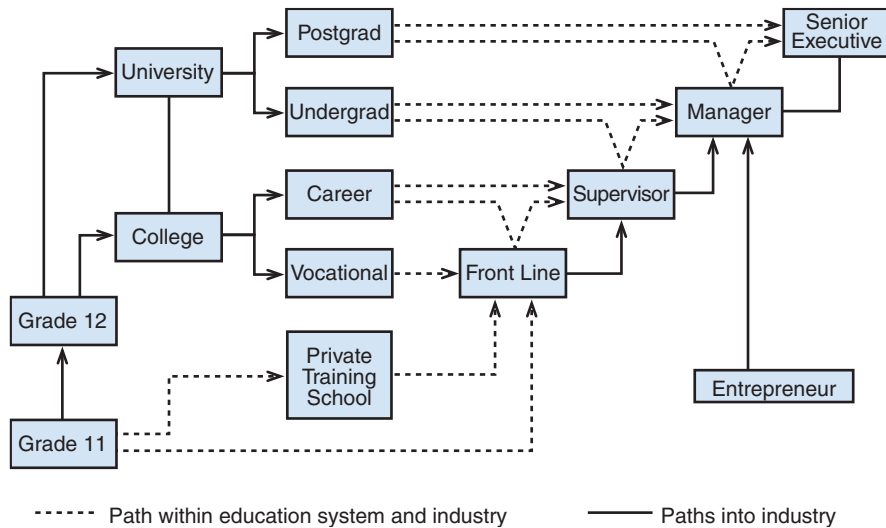 Postgrad
Senior
Executive
University
Undergrad
Manager
Career
Supervisor
College
Vocational
Front Line
Grade 12
Private
Training
School
Entrepreneur
Grade 11
Path within education system and industry
Paths into industry